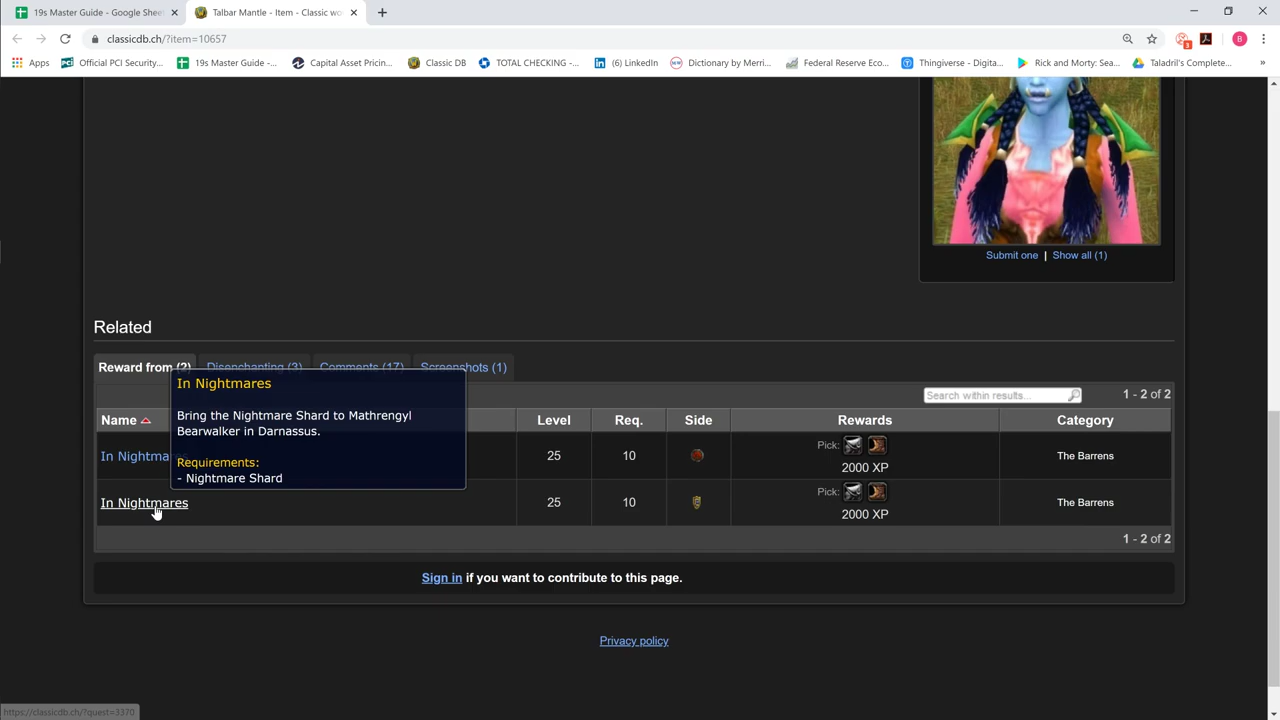 19s Master Guide - Google Shee
Talbar Mantle - Item - Classic wo
classicdb.ch/?item=10657
Apps
Official PCI Security...
19s Master Guide -...
Capital Asset Pricin...
Classic DB
TOTAL CHECKING -...
(6) LinkedIn
Dictionary by Merri...
Federal Reserve Eco...
Thingiverse - Digita...
Rick and Morty: Sea...
Taladril's Complete...
»
3
B
Submit one | Show all (1)
Related
Reward from (2)
Disenchanting (3)
Comments (17)
Screenshots (1)
In Nightmares
Bring the Nightmare Shard to Mathrengyl
Bearwalker in Darnassus.
Requirements:
- Nightmare Shard
Search within results...
1 - 2 of 2
Name Level Req. Side Rewards Category
In Nightma 25 10 Pick: The Barrens
2000 XP
In Nightmares 25 10 Pick: The Barrens
2000 XP
1 - 2 of 2
Sign in if you want to contribute to this page.
Privacy policy
https://classicdb.ch/?quest=3370